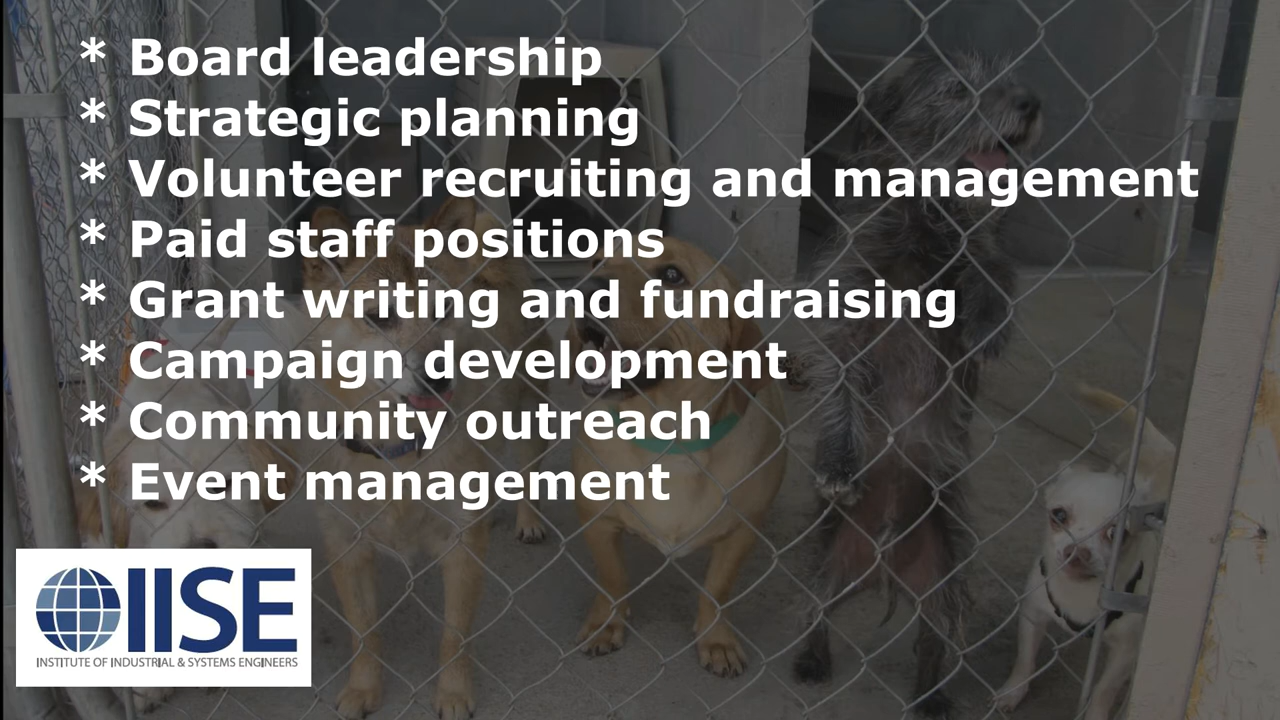 * Board leadership
* Strategic planning
* Volunteer recruiting and management
* Paid staff positions
* Grant writing and fundraising
* Campaign development
* Community outreach
* Event management
IISE
INSTITUTE OF INDUSTRIAL & SYSTEMS ENGINEERS